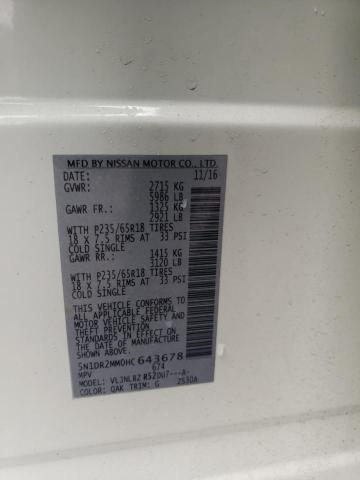 MFD BY NISSAN MOTOR CO., LTD.
DATE: 11/16
GVWR: 2715 KG
5986 LB
GAWR FR.: 1325 KG
2921 LB
WITH P235/65R18 TIRES
18 X 7.5 RIMS AT 33 PSI
COLD SINGLE
GAWR RR.: 1415 KG
3120 LB
WITH P235/65R18 TIRES
18 X 7.5 RIMS AT 33 PSI
COLD SINGLE
THIS VEHICLE CONFORMS TO
ALL APPLICABLE FEDERAL
MOTOR VEHICLE SAFETY AND
THEFT PREVENTION
STANDARDS IN EFFECT ON
THE DATE OF MANUFACTURE
SHOWN ABOVE.
5N1DR2MM0HC643678
MPV 674
MODEL: VLJNLRZ R52DU7---A-
COLOR: QAK TRIM: G 2530A